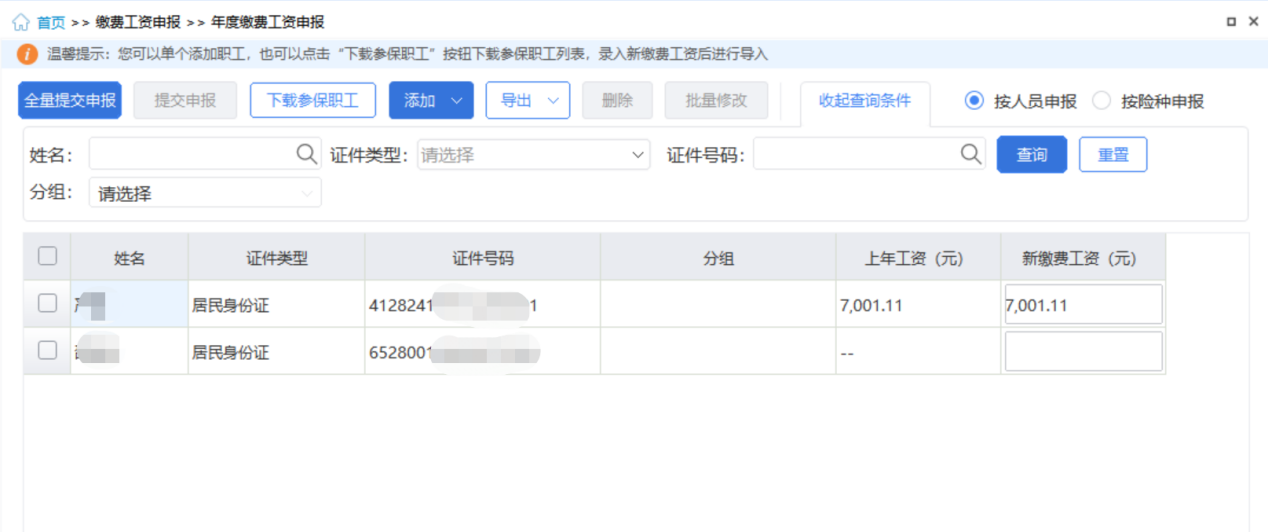 首页 >> 缴费工资申报 >> 年度缴费工资申报
温馨提示：您可以单个添加职工，也可以点击“下载参保职工”按钮下载参保职工列表，录入新缴费工资后进行导入
全量提交申报 提交申报 下载参保职工 添加 导出 删除 批量修改 收起查询条件 按人员申报 按险种申报
姓名： 证件类型： 请选择 证件号码： 查询 重置
分组： 请选择
姓名 证件类型 证件号码 分组 上年工资（元） 新缴费工资（元）
居民身份证 4128241 1 7,001.11 7,001.11
居民身份证 6528001 --